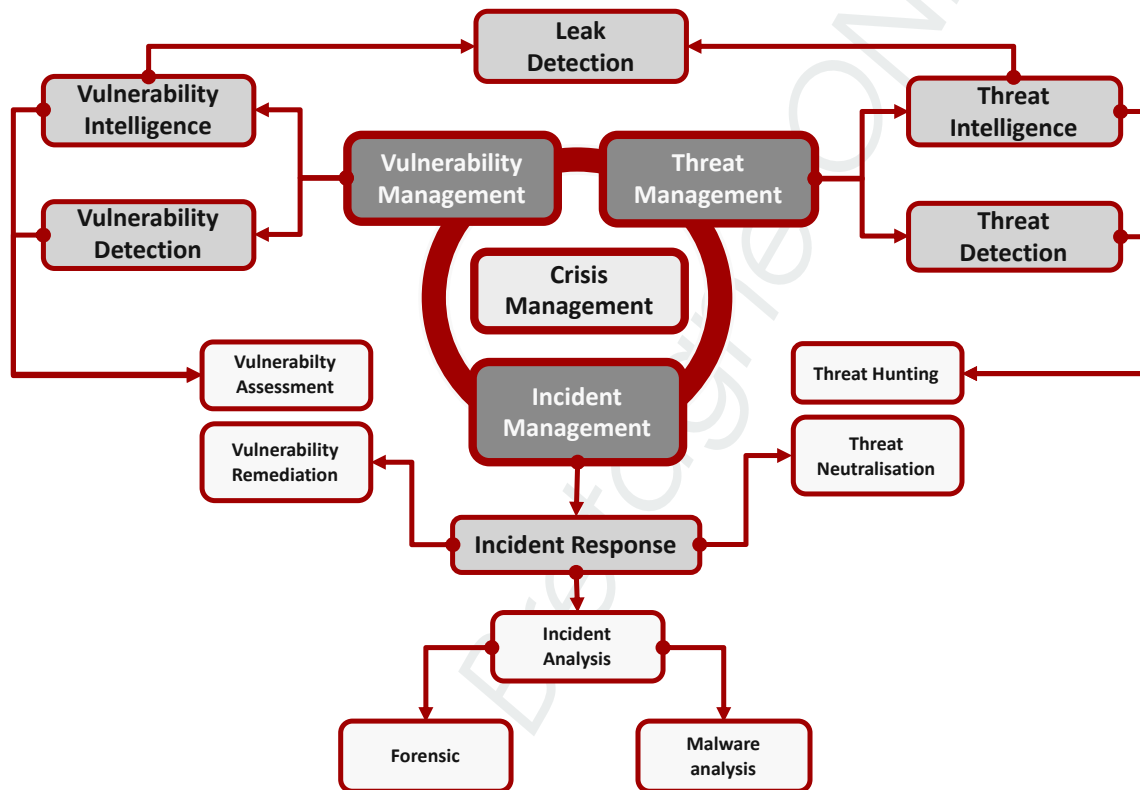 Leak
Detection
Vulnerability
Intelligence
Threat
Intelligence
Vulnerability
Management
Threat
Management
Vulnerability
Detection
Threat
Detection
Crisis
Management
Vulnerabilty
Assessment
Threat Hunting
Incident
Management
Vulnerability
Remediation
Threat
Neutralisation
Incident Response
Incident
Analysis
Forensic
Malware
analysis